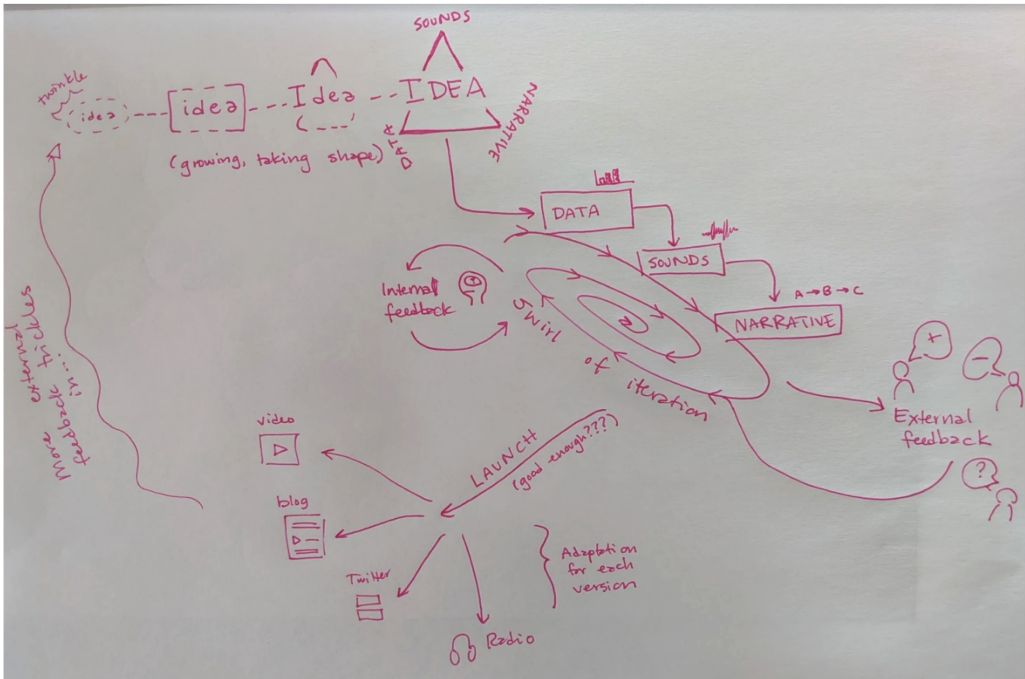 SOUNDS
twinkle
idea
idea
Idea
IDEA
NARRATIVE
DATA
(growing, taking shape)
DATA
SOUNDS
A→B→C
NARRATIVE
Internal
feedback
Swirl of iteration
+
-
External
feedback
?
More external
feedback trickles
in...
LAUNCH
(good enough???)
video
blog
Twitter
Radio
Adaptation
for each
version